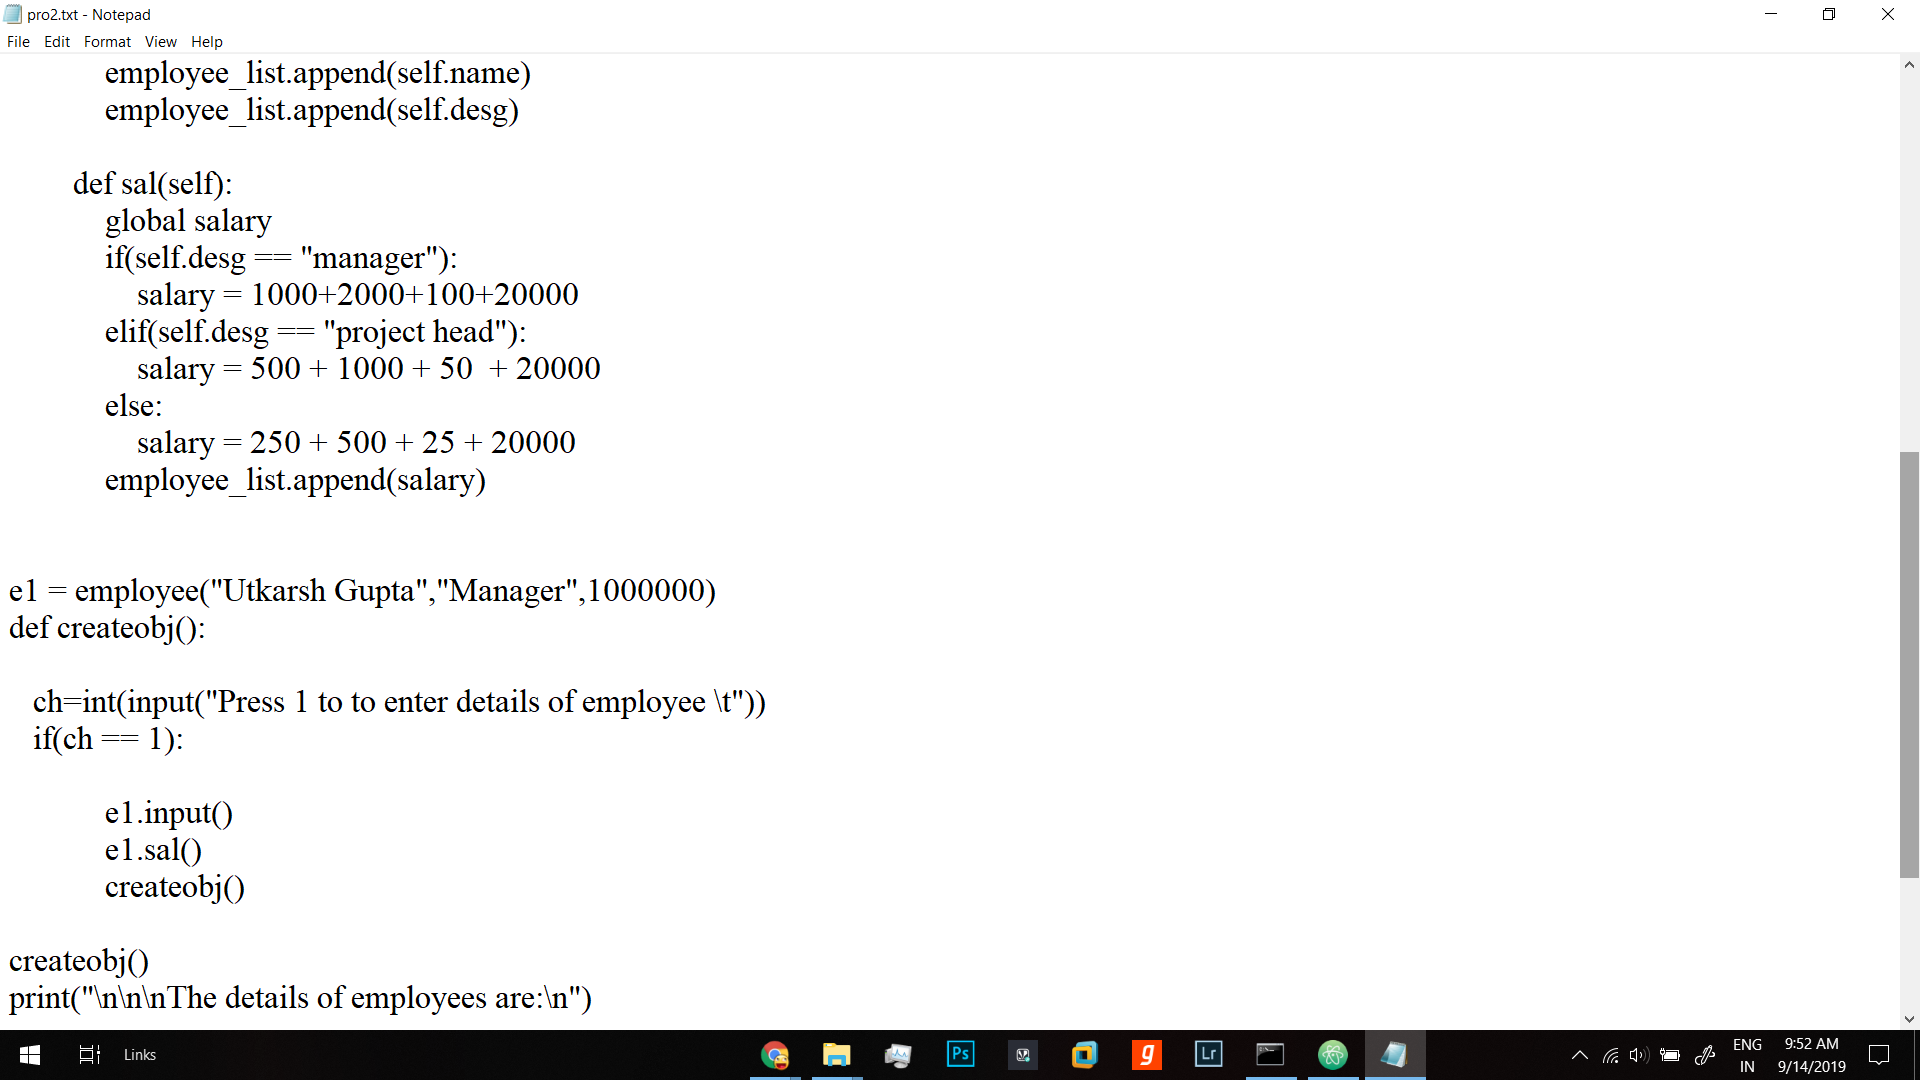 pro2.txt - Notepad
File Edit Format View Help
employee_list.append(self.name)
employee_list.append(self.desg)
def sal(self):
global salary
if(self.desg == "manager"):
salary = 1000+2000+100+20000
elif(self.desg == "project head"):
salary = 500 + 1000 + 50  + 20000
else:
salary = 250 + 500 + 25 + 20000
employee_list.append(salary)
e1 = employee("Utkarsh Gupta","Manager",1000000)
def createobj():
ch=int(input("Press 1 to to enter details of employee \t"))
if(ch == 1):
e1.input()
e1.sal()
createobj()
createobj()
print("\n\n\nThe details of employees are:\n")
Links
Ps
g
Lr
ENG
IN
9:52 AM
9/14/2019